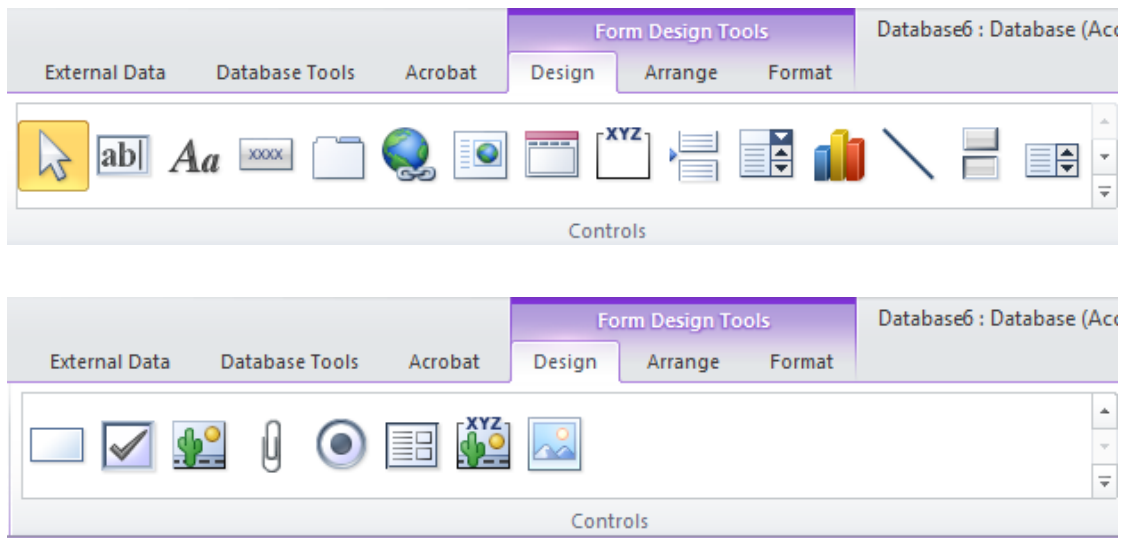 Form Design Tools Database6 : Database (Acc
External Data Database Tools Acrobat Design Arrange Format
ab Aa XXXX XYZ
Controls
Form Design Tools Database6 : Database (Acc
External Data Database Tools Acrobat Design Arrange Format
XYZ
Controls